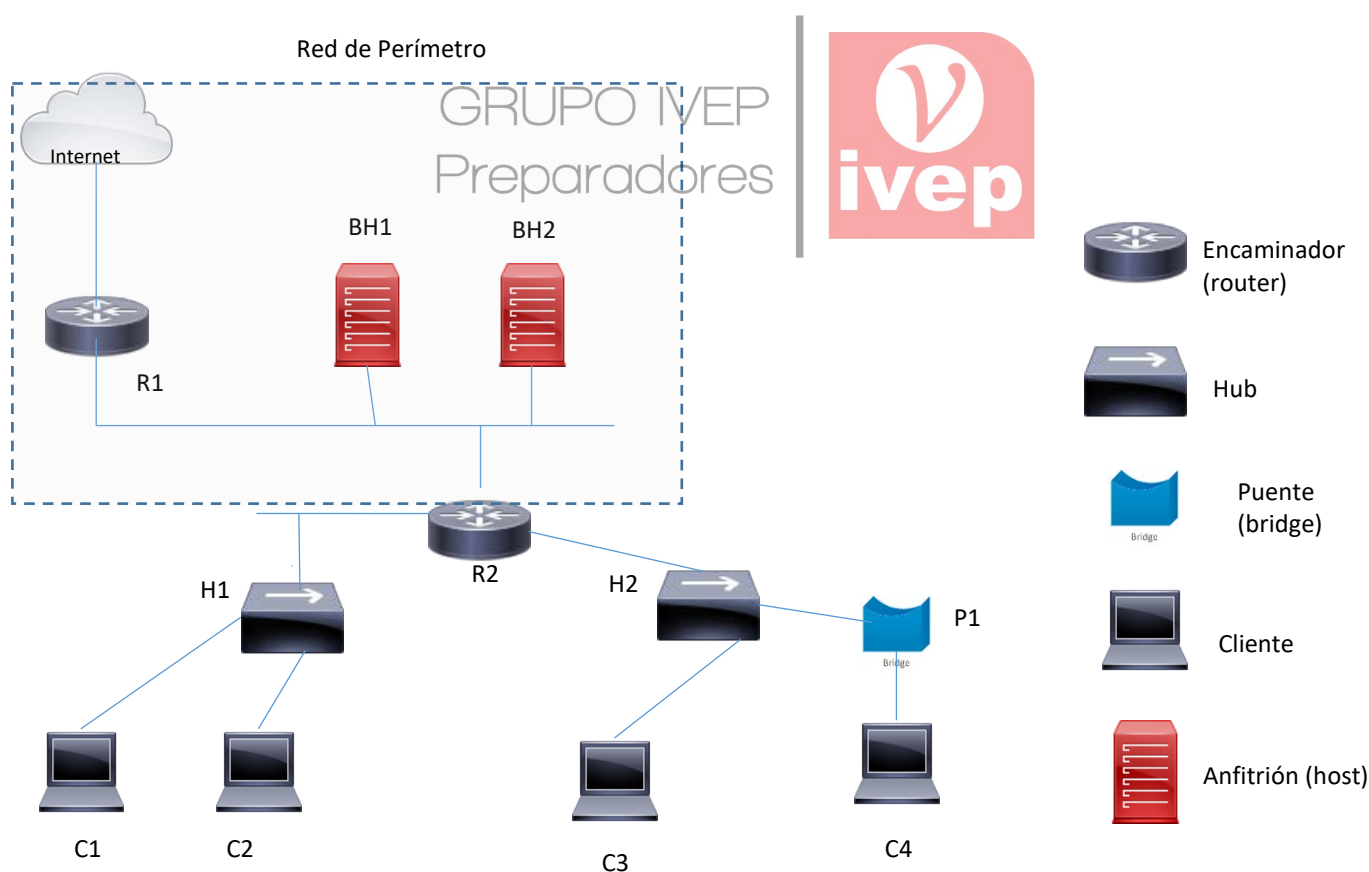 Red de Perímetro
GRUPO IVEP
Preparadores
ν
ivep
Internet
BH1
BH2
R1
Encaminador
(router)
Hub
Puente
(bridge)
Bridge
R2
H1
H2
P1
Bridge
Cliente
Anfitrión (host)
C1
C2
C3
C4